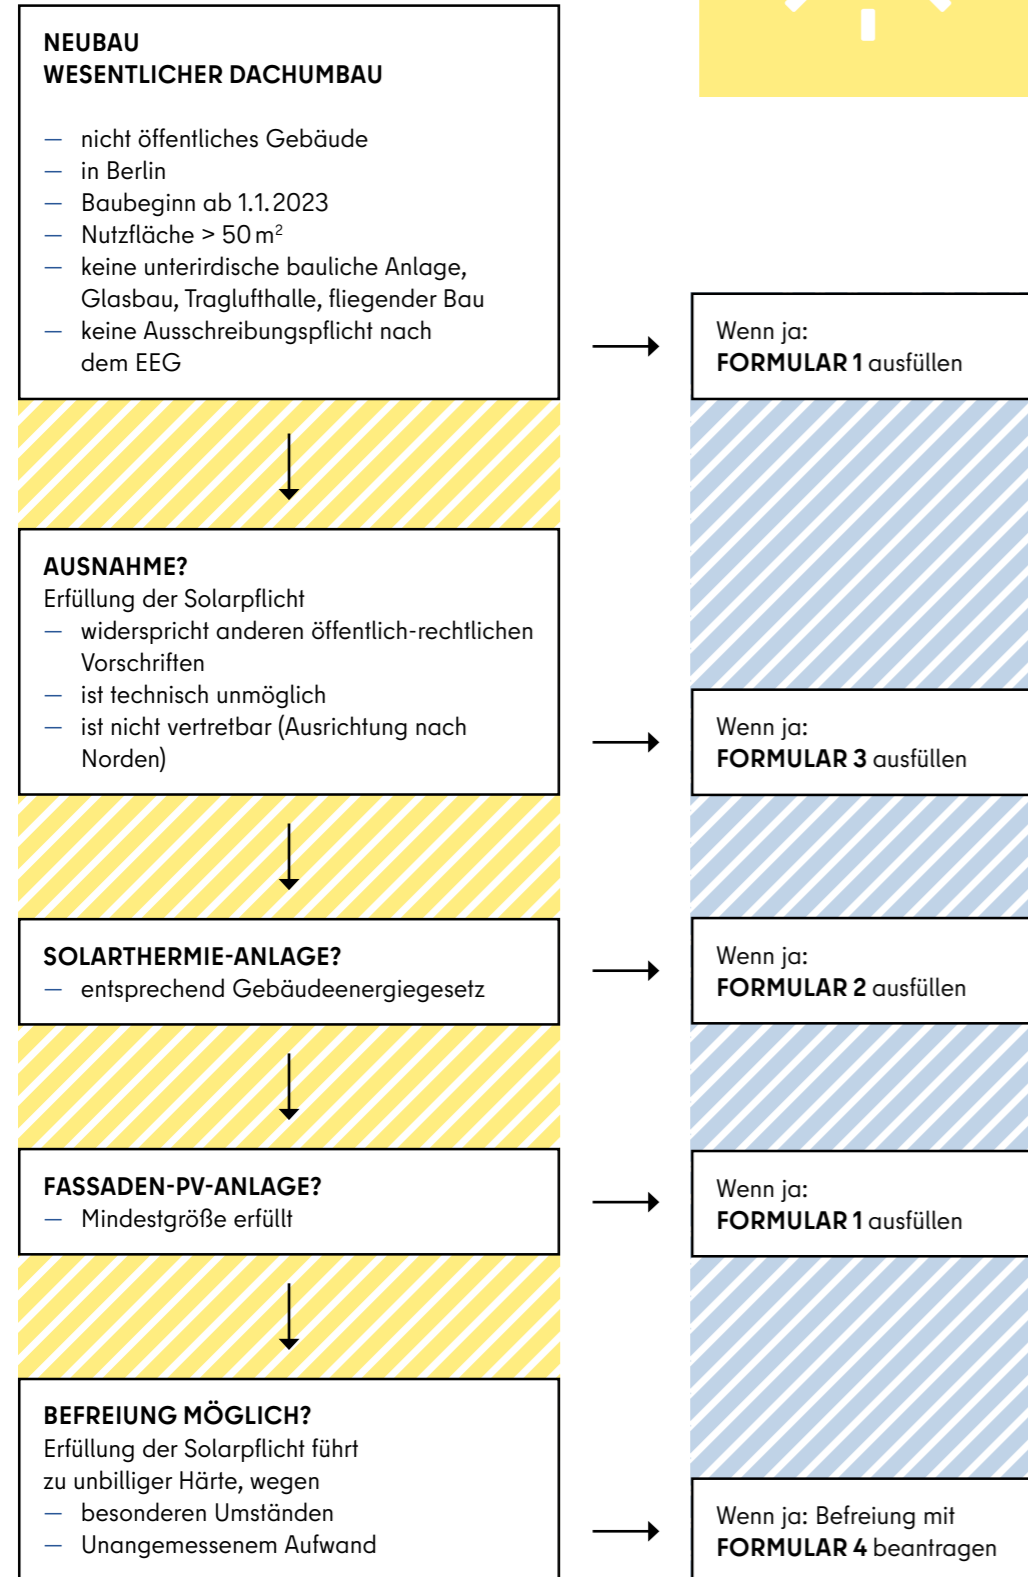 NEUBAU
WESENTLICHER DACHUMBAU
— nicht öffentliches Gebäude
— in Berlin
— Baubeginn ab 1.1.2023
— Nutzfläche > 50 m²
— keine unterirdische bauliche Anlage,
Glasbau, Traglufthalle, fliegender Bau
— keine Ausschreibungspflicht nach
dem EEG
Wenn ja:
FORMULAR 1 ausfüllen
AUSNAHME?
Erfüllung der Solarpflicht
— widerspricht anderen öffentlich-rechtlichen
Vorschriften
— ist technisch unmöglich
— ist nicht vertretbar (Ausrichtung nach
Norden)
Wenn ja:
FORMULAR 3 ausfüllen
SOLARTHERMIE-ANLAGE?
— entsprechend Gebäudeenergiegesetz
Wenn ja:
FORMULAR 2 ausfüllen
FASSADEN-PV-ANLAGE?
— Mindestgröße erfüllt
Wenn ja:
FORMULAR 1 ausfüllen
BEFREIUNG MÖGLICH?
Erfüllung der Solarpflicht führt
zu unbilliger Härte, wegen
— besonderen Umständen
— Unangemessenem Aufwand
Wenn ja: Befreiung mit
FORMULAR 4 beantragen